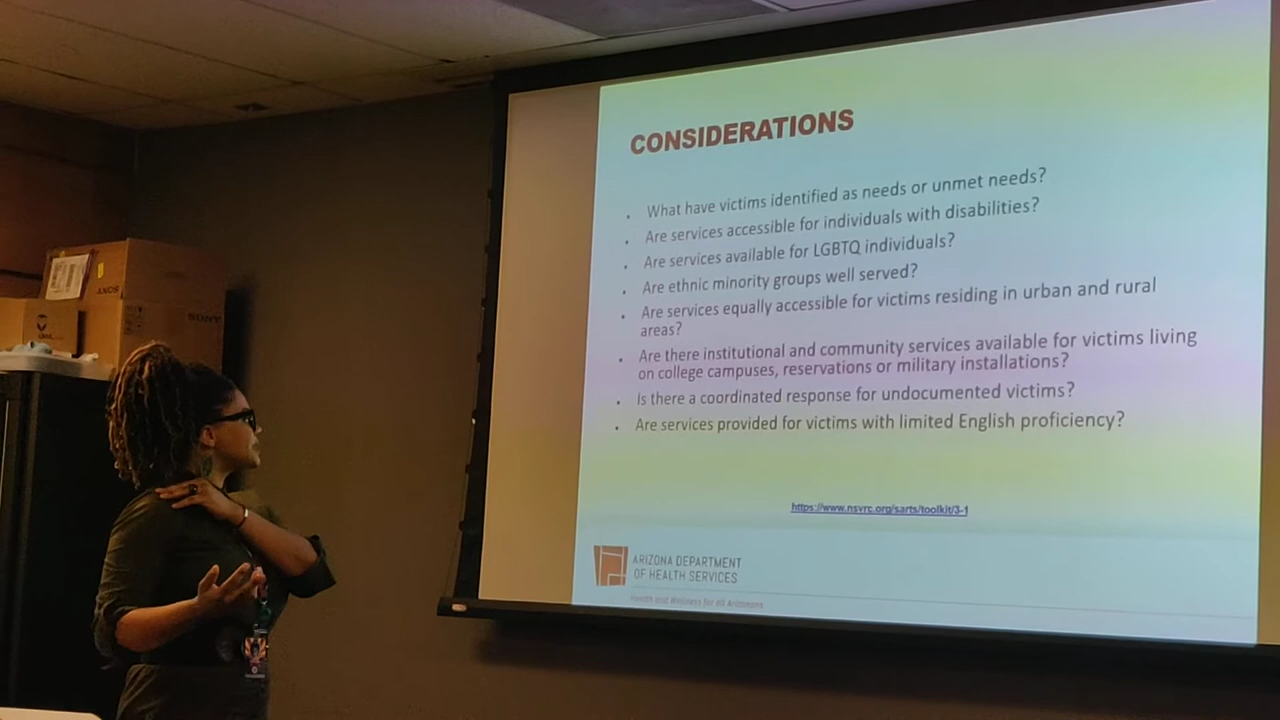 CONSIDERATIONS
• What have victims identified as needs or unmet needs?
• Are services accessible for individuals with disabilities?
• Are services available for LGBTQ individuals?
• Are ethnic minority groups well served?
• Are services equally accessible for victims residing in urban and rural
areas?
• Are there institutional and community services available for victims living
on college campuses, reservations or military installations?
• Is there a coordinated response for undocumented victims?
• Are services provided for victims with limited English proficiency?
https://www.nsvrc.org/sarts/toolkit/3-1
ARIZONA DEPARTMENT
OF HEALTH SERVICES
Health and Wellness for all Arizonans
SONY